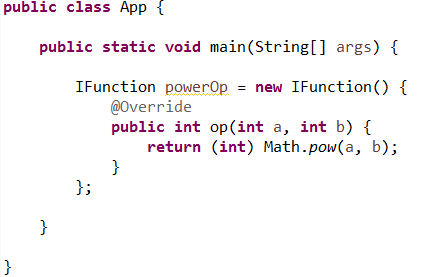 public class App {
public static void main(String[] args) {
IFunction powerOp = new IFunction() {
@Override
public int op(int a, int b) {
return (int) Math.pow(a, b);
}
};
}
}